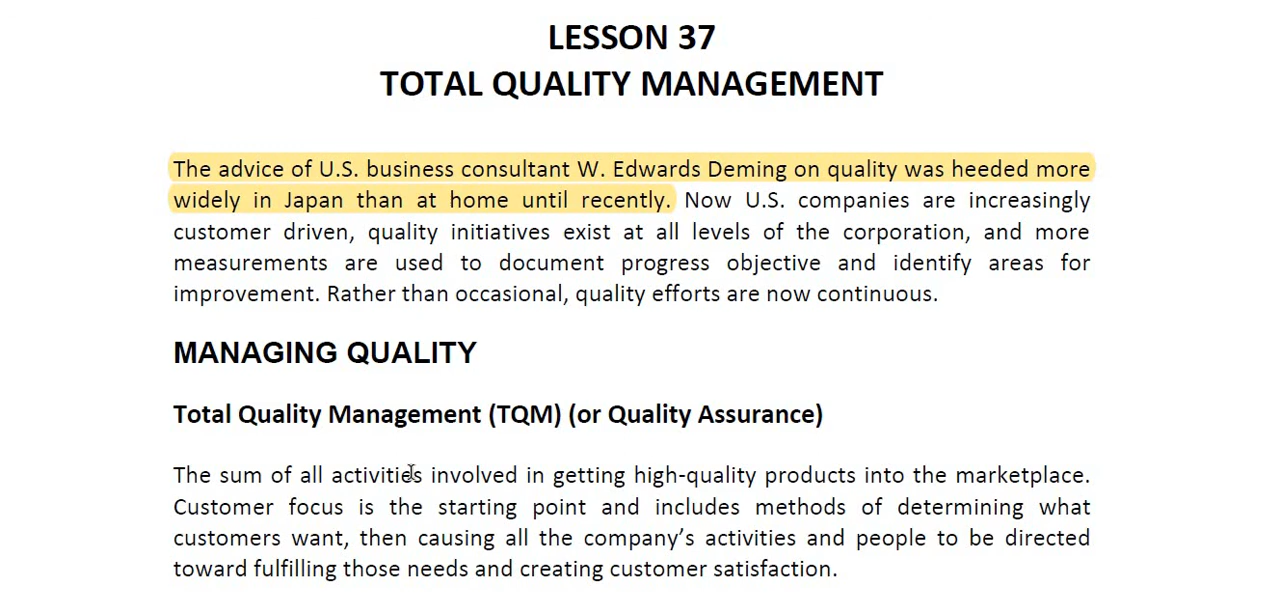 LESSON 37
TOTAL QUALITY MANAGEMENT
The advice of U.S. business consultant W. Edwards Deming on quality was heeded more
widely in Japan than at home until recently. Now U.S. companies are increasingly
customer driven, quality initiatives exist at all levels of the corporation, and more
measurements are used to document progress objective and identify areas for
improvement. Rather than occasional, quality efforts are now continuous.
MANAGING QUALITY
Total Quality Management (TQM) (or Quality Assurance)
The sum of all activities involved in getting high-quality products into the marketplace.
Customer focus is the starting point and includes methods of determining what
customers want, then causing all the company’s activities and people to be directed
toward fulfilling those needs and creating customer satisfaction.